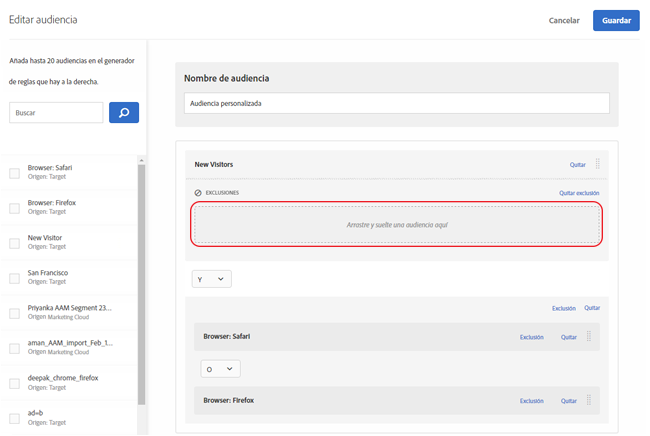 Editar audiencia
Cancelar
Guardar
Añada hasta 20 audiencias en el generador
de reglas que hay a la derecha.
Buscar
Browser: Safari
Origen: Target
Browser: Firefox
Origen: Target
New Visitor
Origen: Target
San Francisco
Origen: Target
Priyanka AAM Segment 23...
Origen Marketing Cloud
aman_AAM_import_Feb_1...
Origen Marketing Cloud
deepak_chrome_firefox
Origen: Target
ad=b
Origen: Target
Nombre de audiencia
Audiencia personalizada
New Visitors
Quitar
EXCLUSIONES
Quitar exclusión
Arrastre y suelte una audiencia aquí
Y
Exclusión Quitar
Browser: Safari
Exclusión Quitar
O
Browser: Firefox
Exclusión Quitar